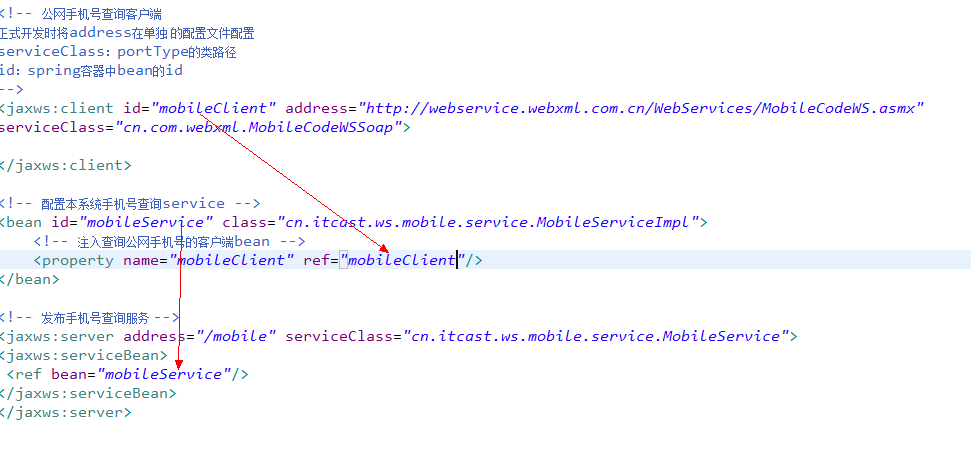 <!-- 公网手机号查询客户端
正式开发时将address在单独 的配置文件配置
serviceClass：portType的类路径
id：spring容器中bean的id
-->
<jaxws:client id="mobileClient" address="http://webservice.webxml.com.cn/WebServices/MobileCodeWS.asmx"
serviceClass="cn.com.webxml.MobileCodeWSSoap">
</jaxws:client>
<!-- 配置本系统手机号查询service -->
<bean id="mobileService" class="cn.itcast.ws.mobile.service.MobileServiceImpl">
<!-- 注入查询公网手机号的客户端bean -->
<property name="mobileClient" ref="mobileClient"/>
</bean>
<!-- 发布手机号查询服务 -->
<jaxws:server address="/mobile" serviceClass="cn.itcast.ws.mobile.service.MobileService">
<jaxws:serviceBean>
<ref bean="mobileService"/>
</jaxws:serviceBean>
</jaxws:server>